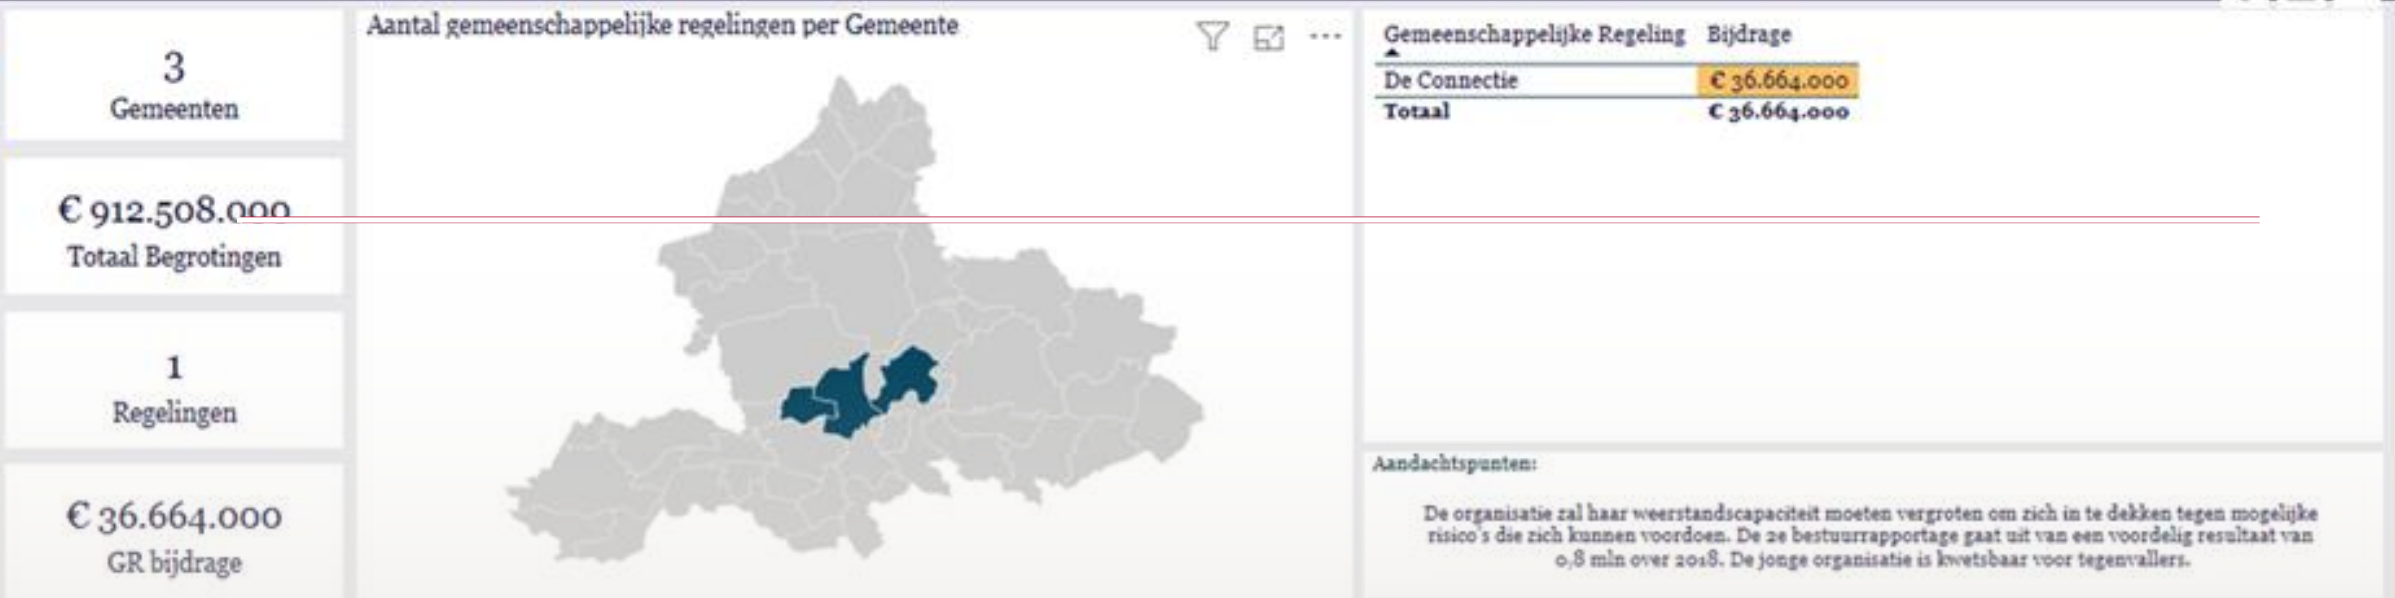 3
Gemeenten
€ 912.508.000
Totaal Begrotingen
1
Regelingen
€ 36.664.000
GR bijdrage
Aantal gemeenschappelijke regelingen per Gemeente
Gemeenschappelijke Regeling Bijdrage
De Connectie € 36.664.000
Totaal € 36.664.000
Aandachtspunten:
De organisatie zal haar weerstandscapaciteit moeten vergroten om zich in te dekken tegen mogelijke
risico's die zich kunnen voordoen. De 2e bestuurrapportage gaat uit van een voordelig resultaat van
0,8 mln over 2018. De jonge organisatie is kwetsbaar voor tegenvallers.